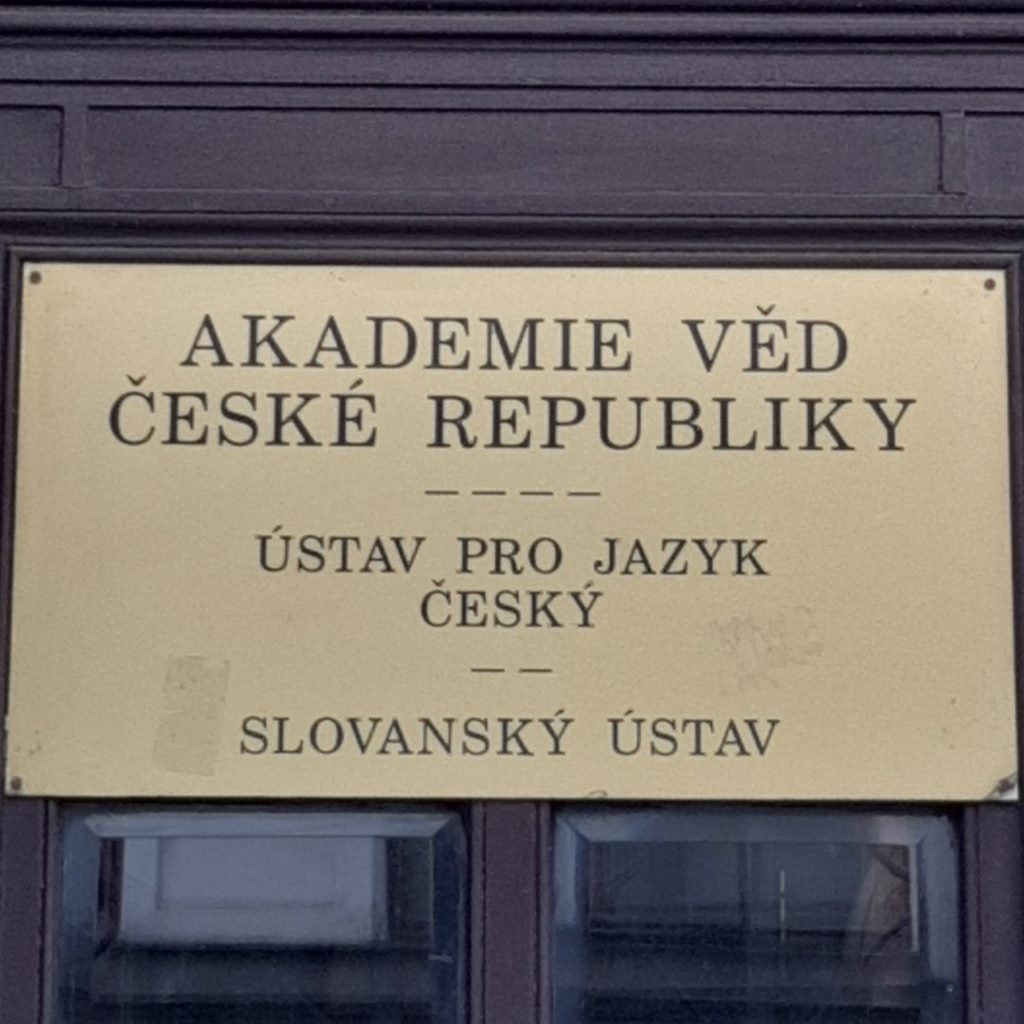 AKADEMIE VĚD
ČESKÉ REPUBLIKY
ÚSTAV PRO JAZYK
ČESKÝ
SLOVANSKÝ ÚSTAV